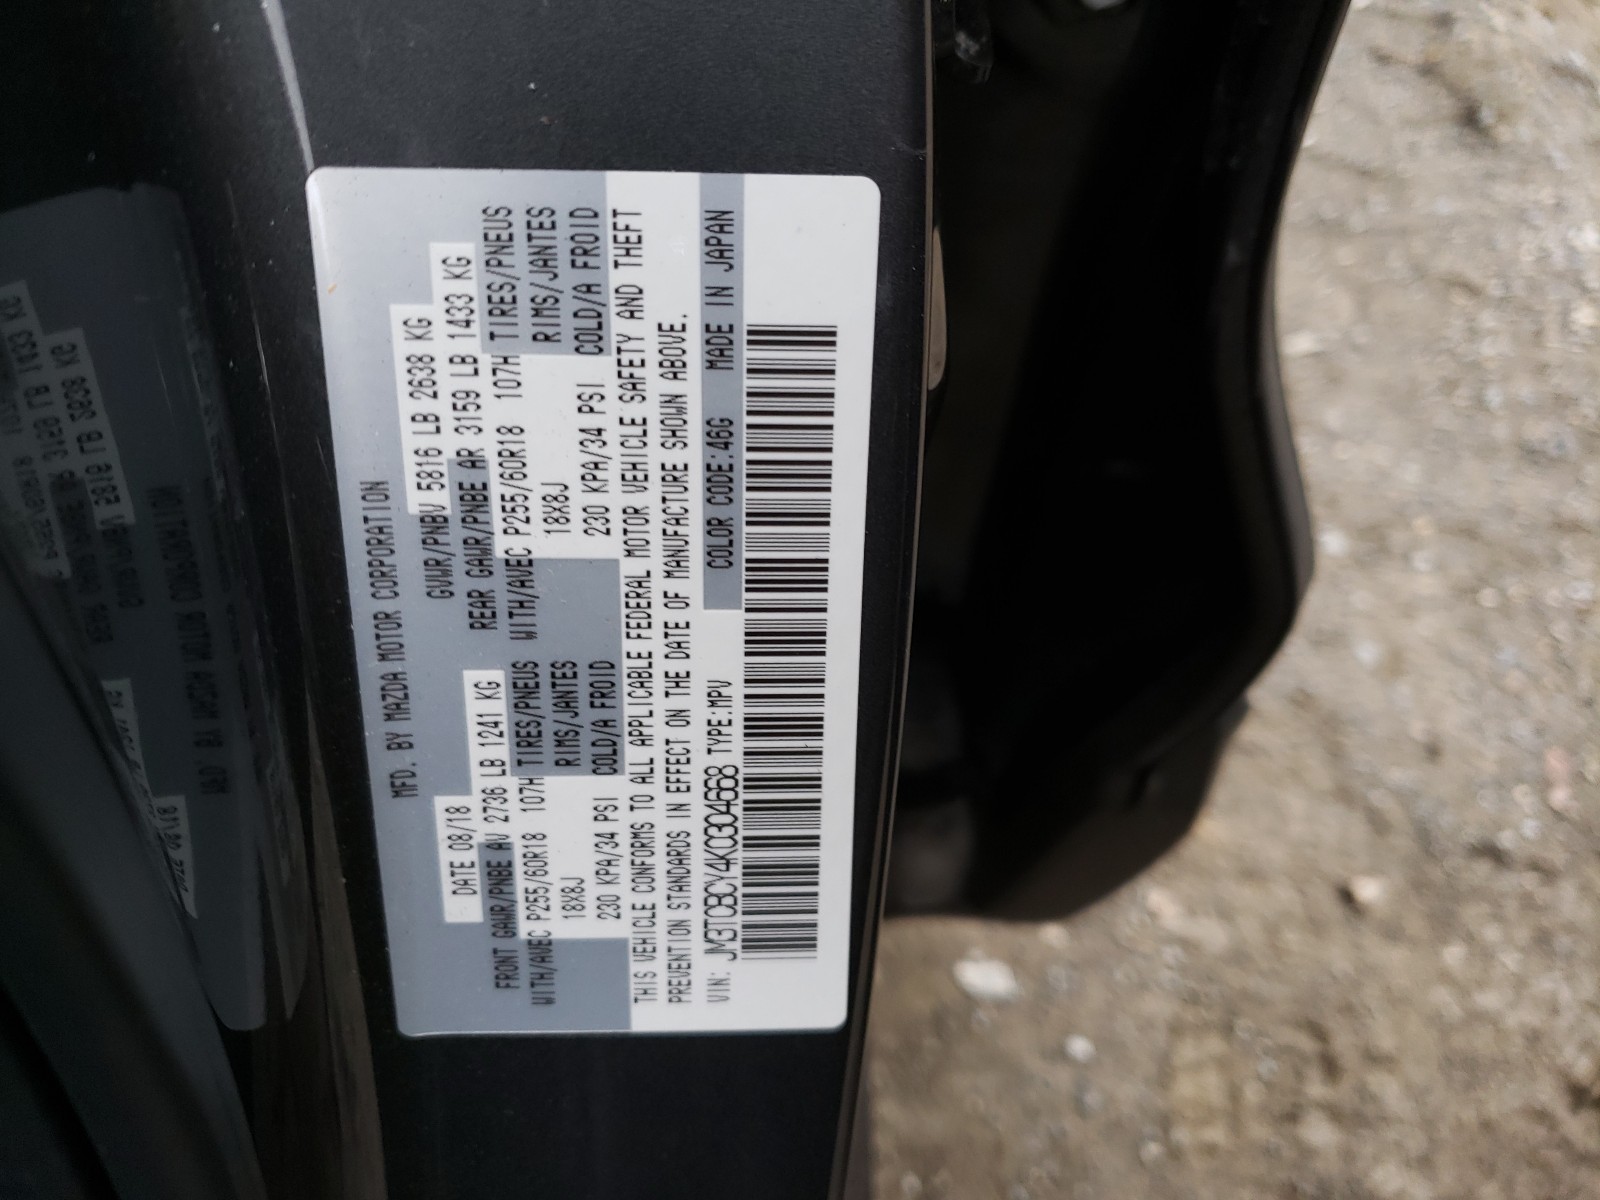 MFD. BY MAZDA MOTOR CORPORATION
DATE 08/18 GVWR/PNBV 5816 LB 2638 KG
FRONT GAWR/PNBE AV 2736 LB 1241 KG REAR GAWR/PNBE AR 3159 LB 1433 KG
WITH/AVEC P255/60R18 107H TIRES/PNEUS WITH/AVEC P255/60R18 107H TIRES/PNEUS
18X8J RIMS/JANTES 18X8J RIMS/JANTES
230 KPA/34 PSI COLD/A FROID 230 KPA/34 PSI COLD/A FROID
THIS VEHICLE CONFORMS TO ALL APPLICABLE FEDERAL MOTOR VEHICLE SAFETY AND THEFT
PREVENTION STANDARDS IN EFFECT ON THE DATE OF MANUFACTURE SHOWN ABOVE.
VIN: JM3TCBCY4K0304688 TYPE:MPV COLOR CODE:46G MADE IN JAPAN